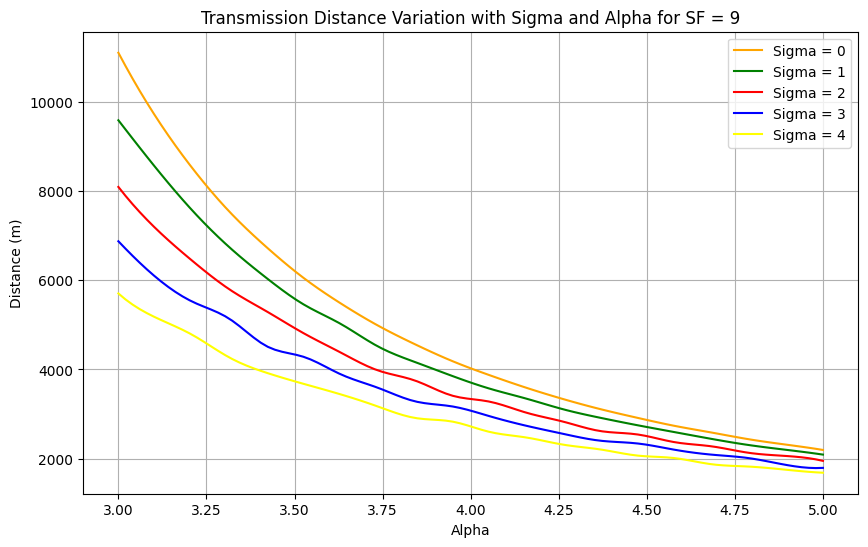 Transmission Distance Variation with Sigma and Alpha for SF = 9
Sigma = 0
Sigma = 1
Sigma = 2
Sigma = 3
Sigma = 4
Distance (m)
10000
8000
6000
4000
2000
3.00 3.25 3.50 3.75 4.00 4.25 4.50 4.75 5.00
Alpha